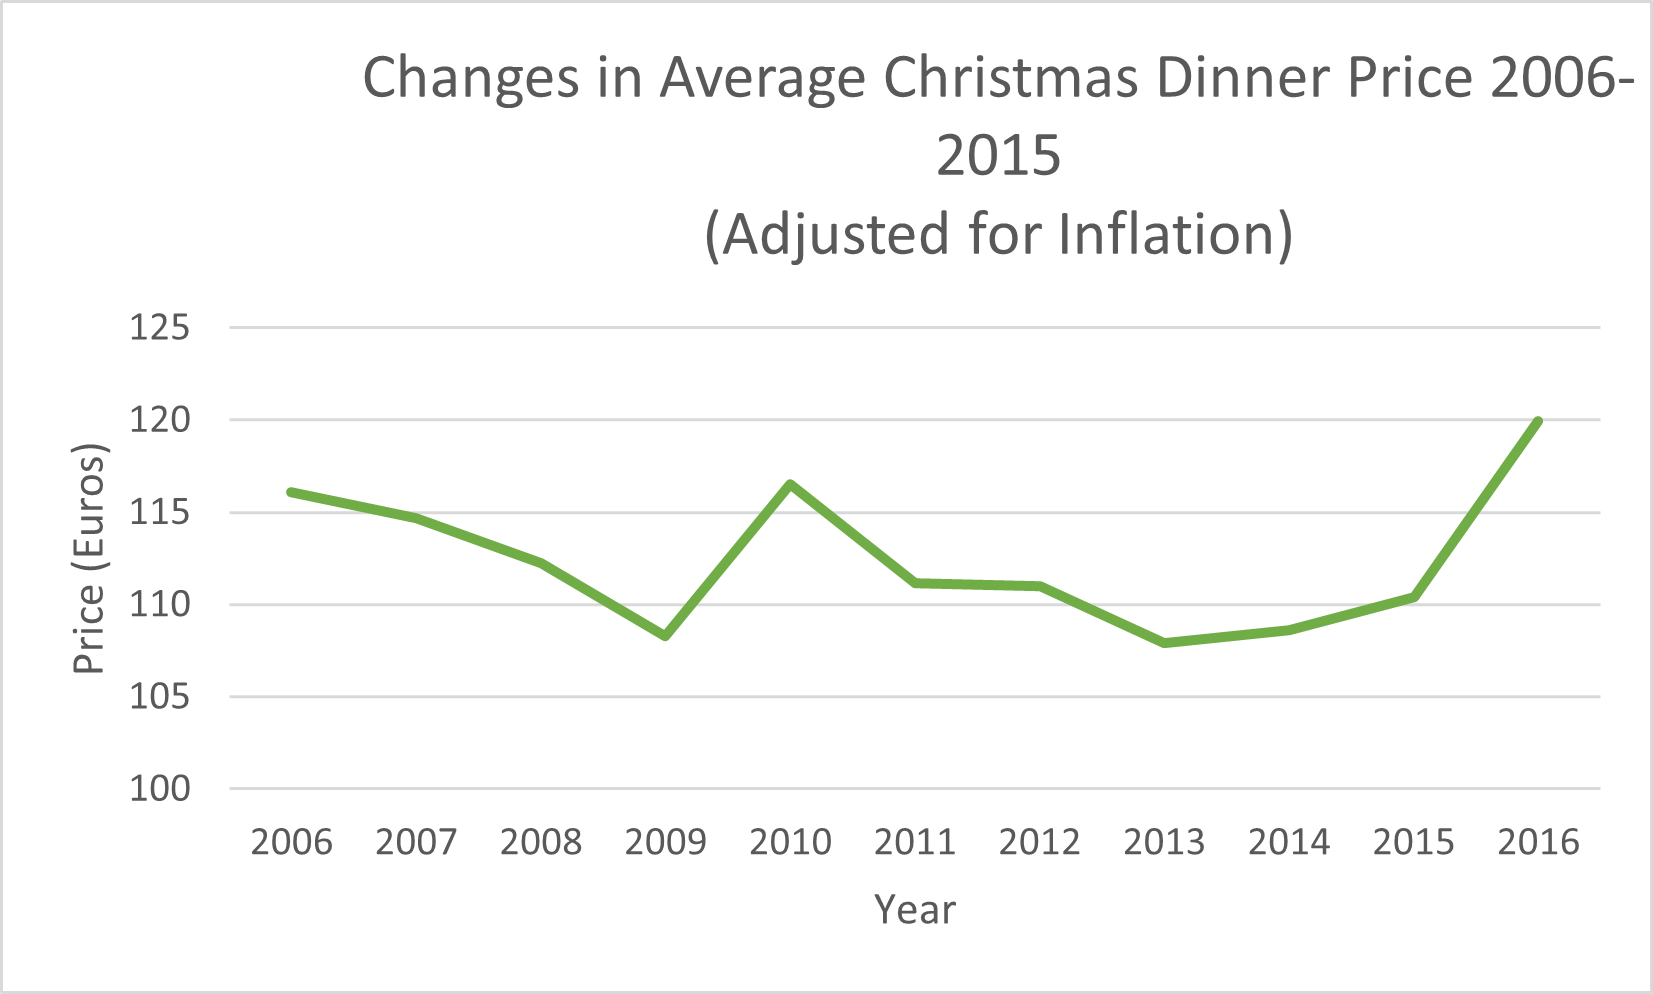 Changes in Average Christmas Dinner Price 2006-
2015
(Adjusted for Inflation)
125
120
115
110
105
100
Price (Euros)
2006 2007 2008 2009 2010 2011 2012 2013 2014 2015 2016
Year